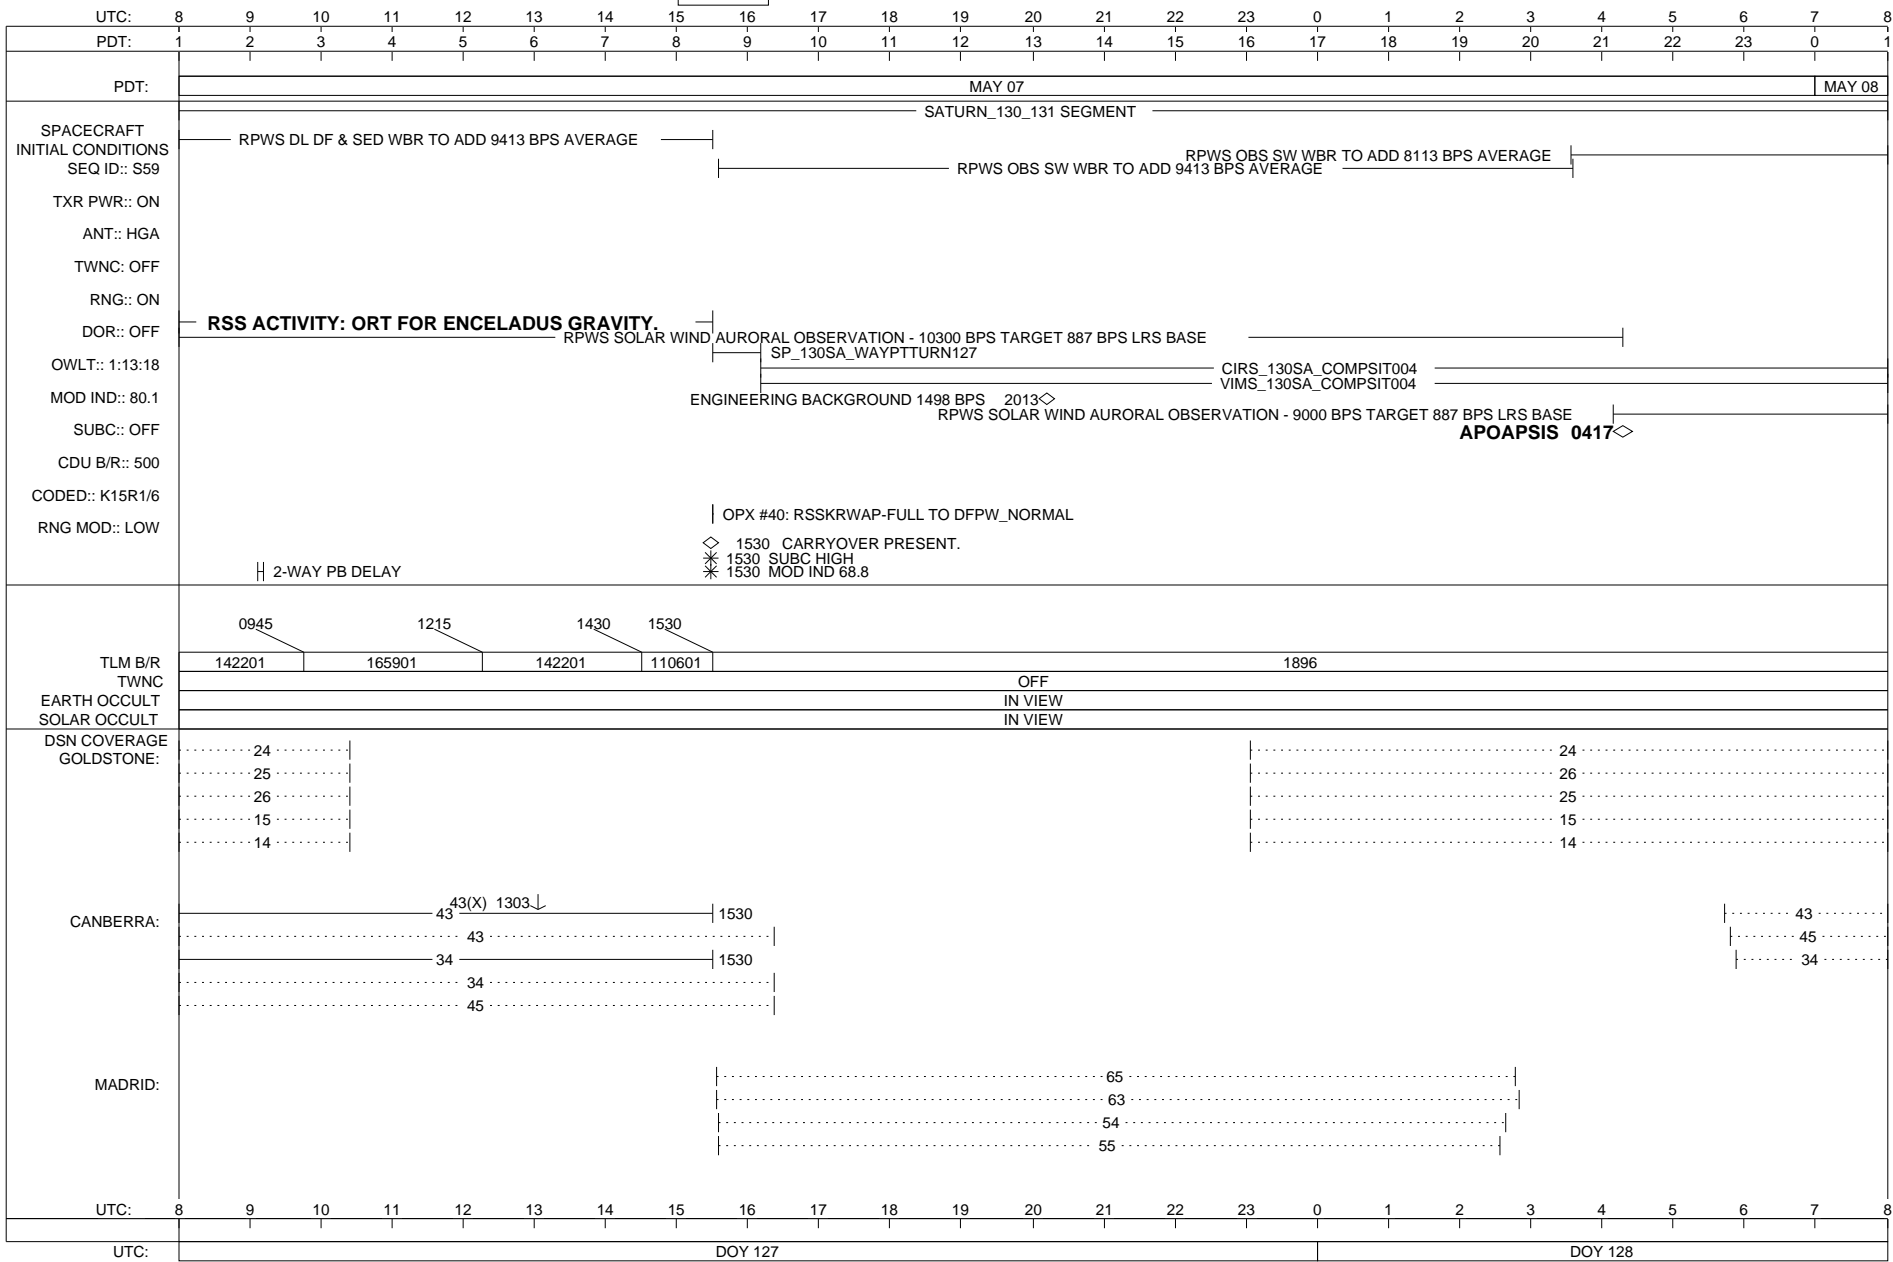 UTC: 8 9 10 11 12 13 14 15 16 17 18 19 20 21 22 23 0 1 2 3 4 5 6 7 8
PDT: 1 2 3 4 5 6 7 8 9 10 11 12 13 14 15 16 17 18 19 20 21 22 23 0 1
PDT: MAY 07 MAY 08
SATURN_130_131 SEGMENT
SPACECRAFT
INITIAL CONDITIONS
RPWS DL DF & SED WBR TO ADD 9413 BPS AVERAGE
RPWS OBS SW WBR TO ADD 8113 BPS AVERAGE
SEQ ID:: S59
RPWS OBS SW WBR TO ADD 9413 BPS AVERAGE
TXR PWR:: ON
ANT:: HGA
TWNC: OFF
RNG:: ON
RSS ACTIVITY: ORT FOR ENCELADUS GRAVITY.
DOR:: OFF
RPWS SOLAR WIND AURORAL OBSERVATION - 10300 BPS TARGET 887 BPS LRS BASE
SP_130SA_WAYPTTURN127
OWLT:: 1:13:18
CIRS_130SA_COMPSIT004
VIMS_130SA_COMPSIT004
MOD IND:: 80.1
ENGINEERING BACKGROUND 1498 BPS 2013
RPWS SOLAR WIND AURORAL OBSERVATION - 9000 BPS TARGET 887 BPS LRS BASE
SUBC:: OFF
APOAPSIS 0417
CDU B/R:: 500
CODED:: K15R1/6
OPX #40: RSSKRWAP-FULL TO DFPW_NORMAL
RNG MOD:: LOW
1530 CARRYOVER PRESENT.
1530 SUBC HIGH
2-WAY PB DELAY
1530 MOD IND 68.8
0945 1215 1430 1530
TLM B/R 142201 165901 142201 110601 1896
TWNC OFF
EARTH OCCULT IN VIEW
SOLAR OCCULT IN VIEW
DSN COVERAGE
GOLDSTONE:
24 24
25 26
26 25
15 15
14 14
43(X) 1303
CANBERRA:
43 1530 43
43 45
34 1530 34
34
45
MADRID:
65
63
54
55
UTC: 8 9 10 11 12 13 14 15 16 17 18 19 20 21 22 23 0 1 2 3 4 5 6 7 8
UTC: DOY 127 DOY 128